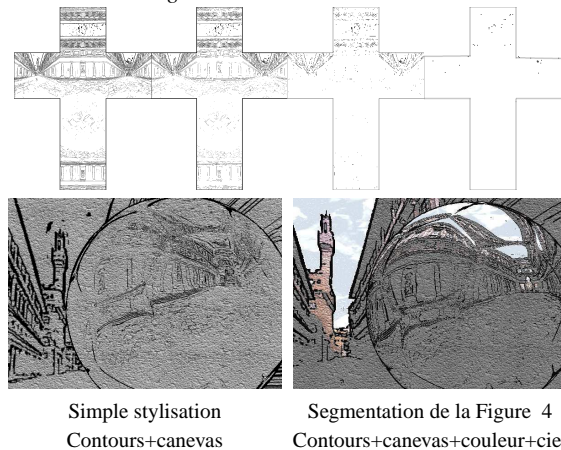 Simple stylisation
Segmentation de la Figure 4
Contours+canevas
Contours+canevas+couleur+cie